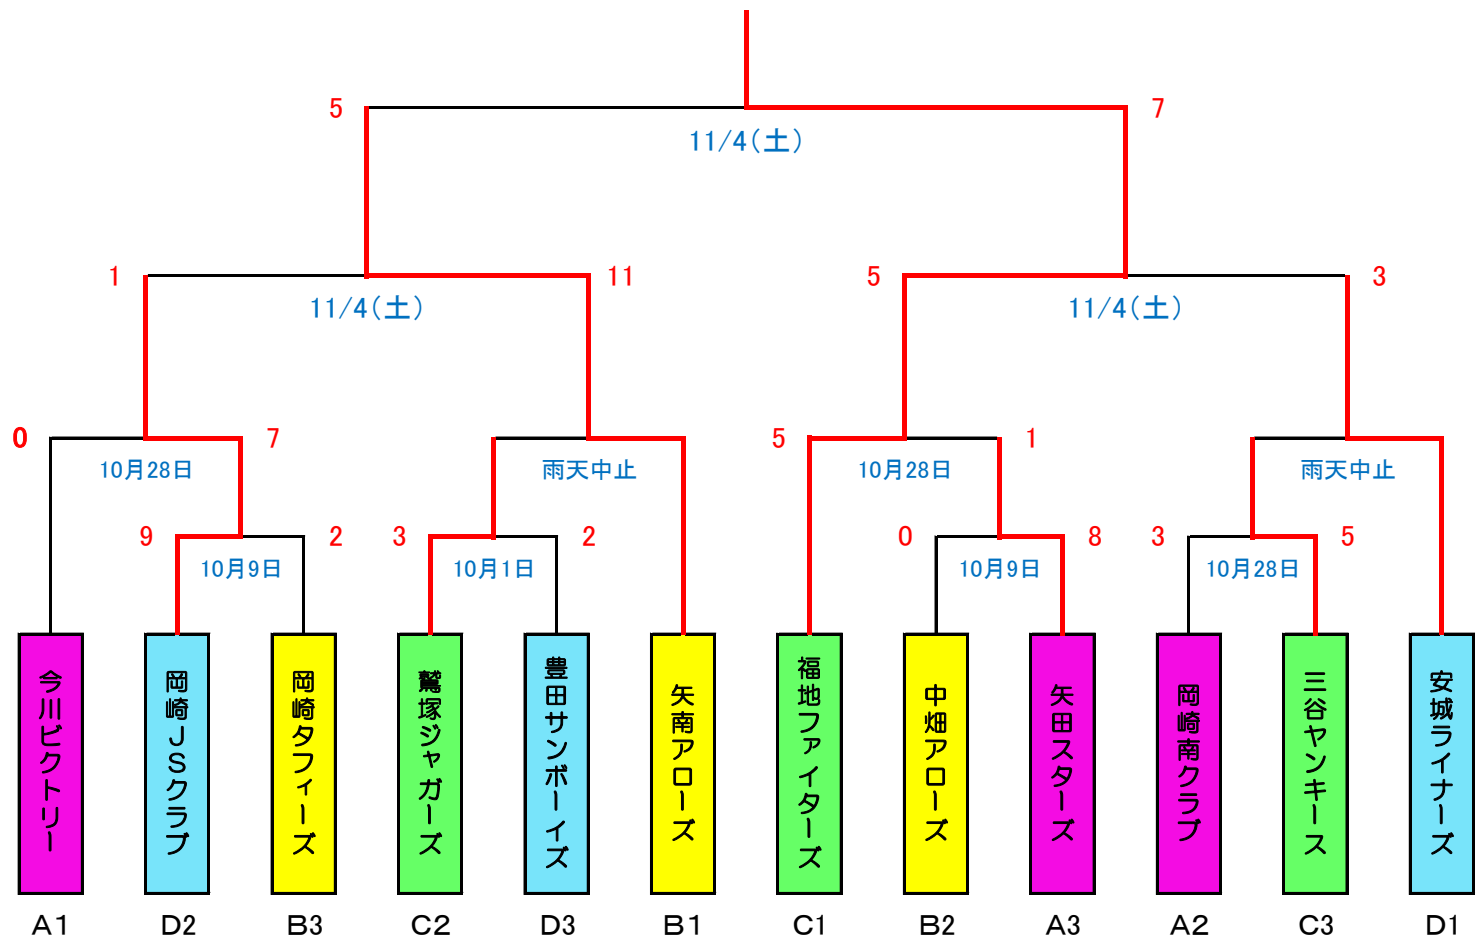 5 7
11/4(土)
1 11 5 3
11/4(土) 11/4(土)
0 7 5 1
10月28日 雨天中止 10月28日 雨天中止
9 2 3 2 0 8 3 5
10月9日 10月1日 10月9日 10月28日
今川ビクトリー
岡崎JSクラブ
岡崎タフィーズ
鷲塚ジャガーズ
豊田サンボーイズ
矢南アローズ
福地ファイターズ
中畑アローズ
矢田スターズ
岡崎南クラブ
三谷ヤンキース
安城ライナーズ
A1 D2 B3 C2 D3 B1 C1 B2 A3 A2 C3 D1